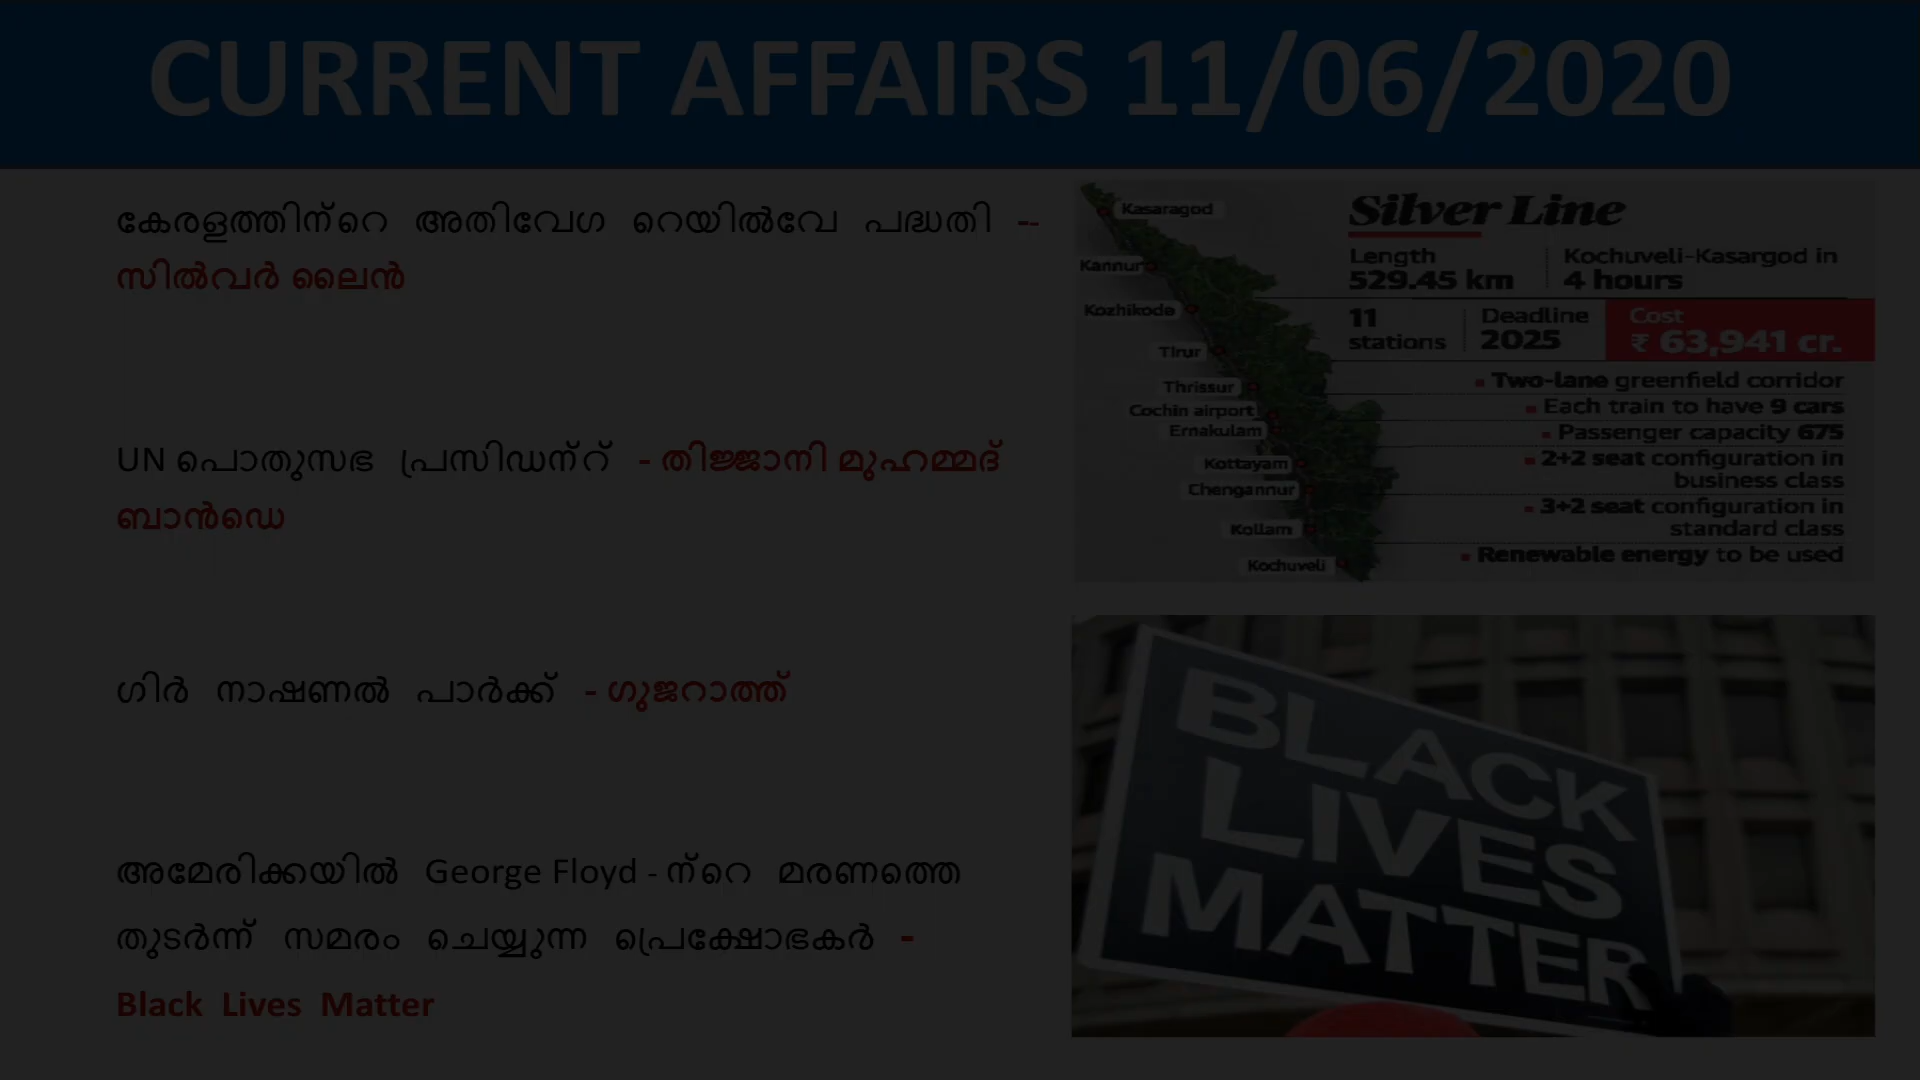 CURRENT AFFAIRS 11/06/2020
കേരളത്തിന്റെ അതിവേഗ റെയിൽവേ പദ്ധതി --
സിൽവർ ലൈൻ
UN പൊതുസഭ പ്രസിഡന്റ് - തിജ്ജാനി മുഹമ്മദ്
ബാൻഡെ
ഗിർ നാഷണൽ പാർക്ക് - ഗുജറാത്ത്
അമേരിക്കയിൽ George Floyd - ന്റെ മരണത്തെ
തുടർന്ന് സമരം ചെയ്യുന്ന പ്രക്ഷോഭകർ -
Black Lives Matter
Silver Line
Length
529.45 km
Kochuveli-Kasargod in
4 hours
11
stations
Deadline
2025
Cost
₹ 63,941 cr.
Two-lane greenfield corridor
Each train to have 9 cars
Passenger capacity 675
2+2 seat configuration in
business class
3+2 seat configuration in
standard class
Renewable energy to be used
Kasaragod
Kannur
Kozhikode
Tirur
Thrissur
Cochin airport
Ernakulam
Kottayam
Chengannur
Kollam
Kochuveli
BLACK
LIVES
MATTER